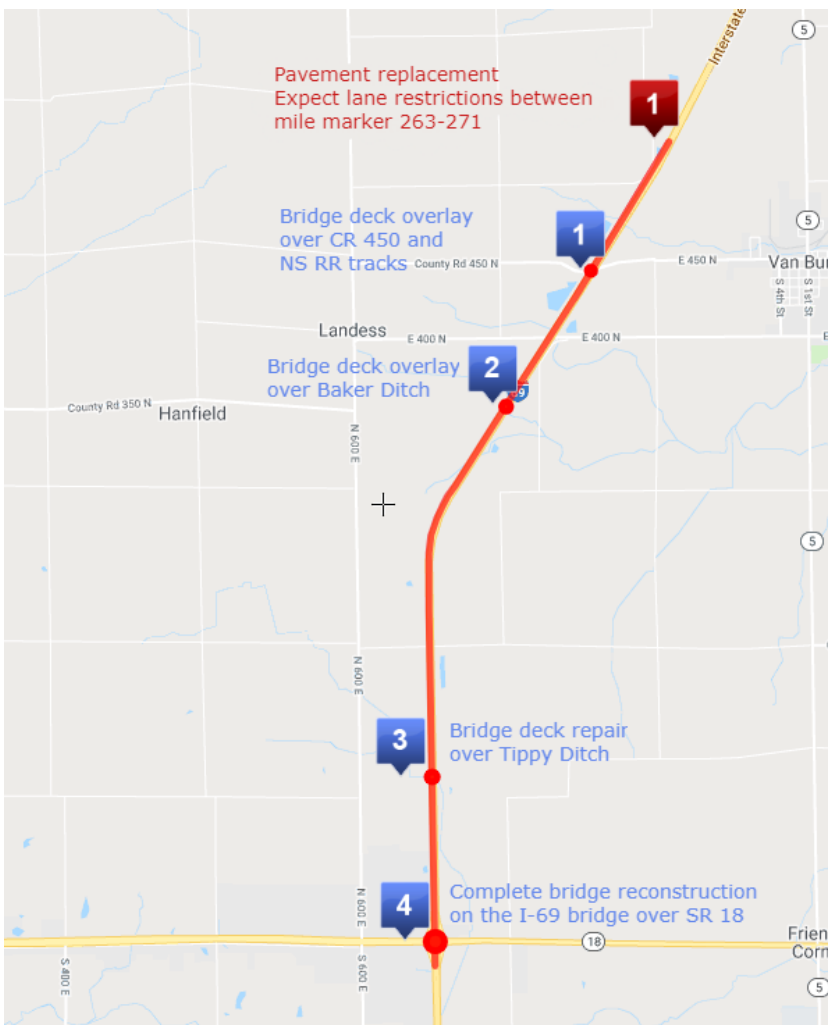 5
Interstate
Pavement replacement
Expect lane restrictions between
mile marker 263-271
1
Bridge deck overlay
over CR 450 and
NS RR tracks
1
5
County Rd 450 N
E 450 N
Van Bur
S 4th St
S 1st St
Landess
E 400 N
E 400 N
E
Bridge deck overlay
over Baker Ditch
2
9
County Rd 350 N
Hanfield
N 600 E
5
N 600 E
3
Bridge deck repair
over Tippy Ditch
4
Complete bridge reconstruction
on the I-69 bridge over SR 18
N 600 E
18
Frien
Corn
S 400 E
S 600 E
5